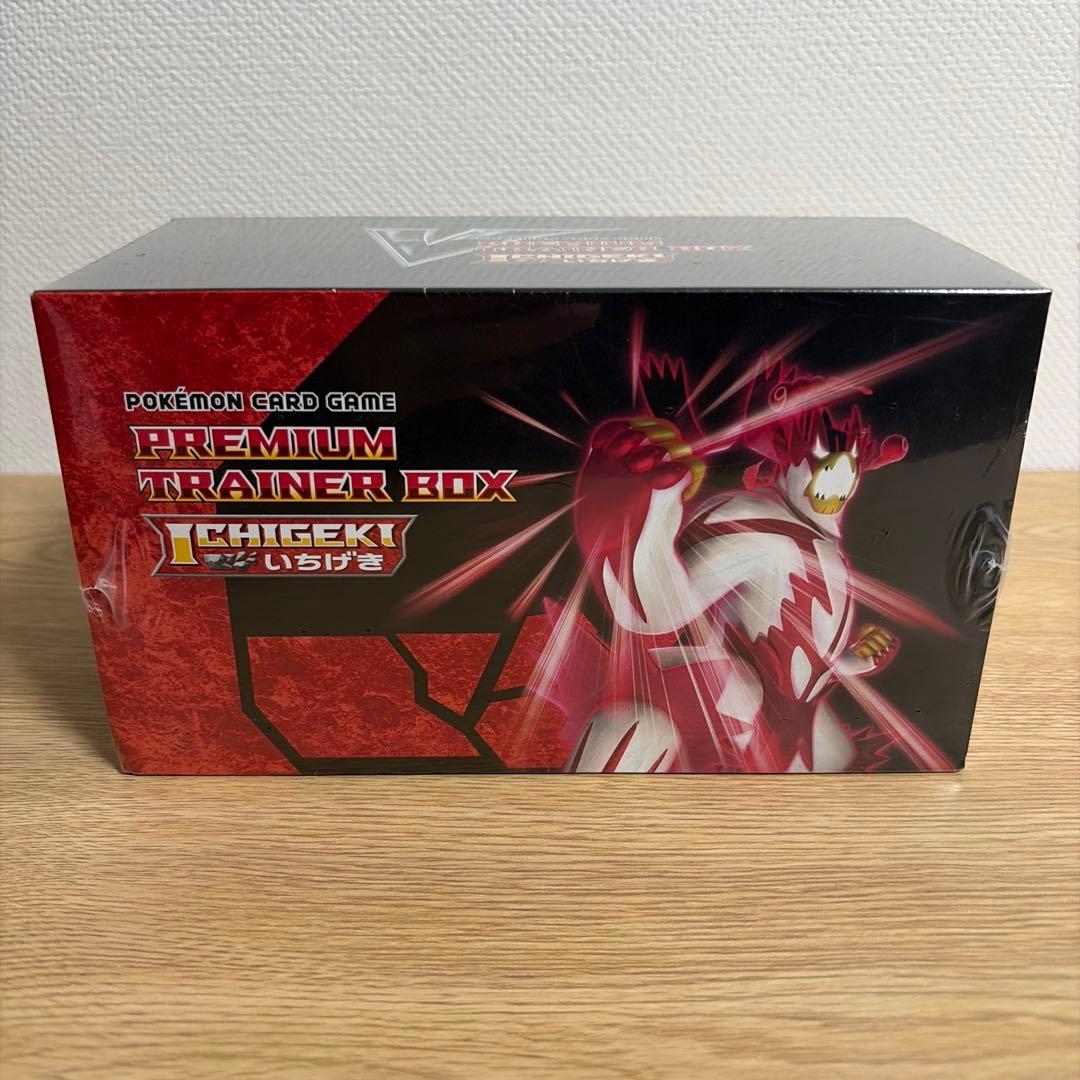 POKÉMON CARD GAME
PREMIUM
TRAINER BOX
ICHIGEKI
いちげき